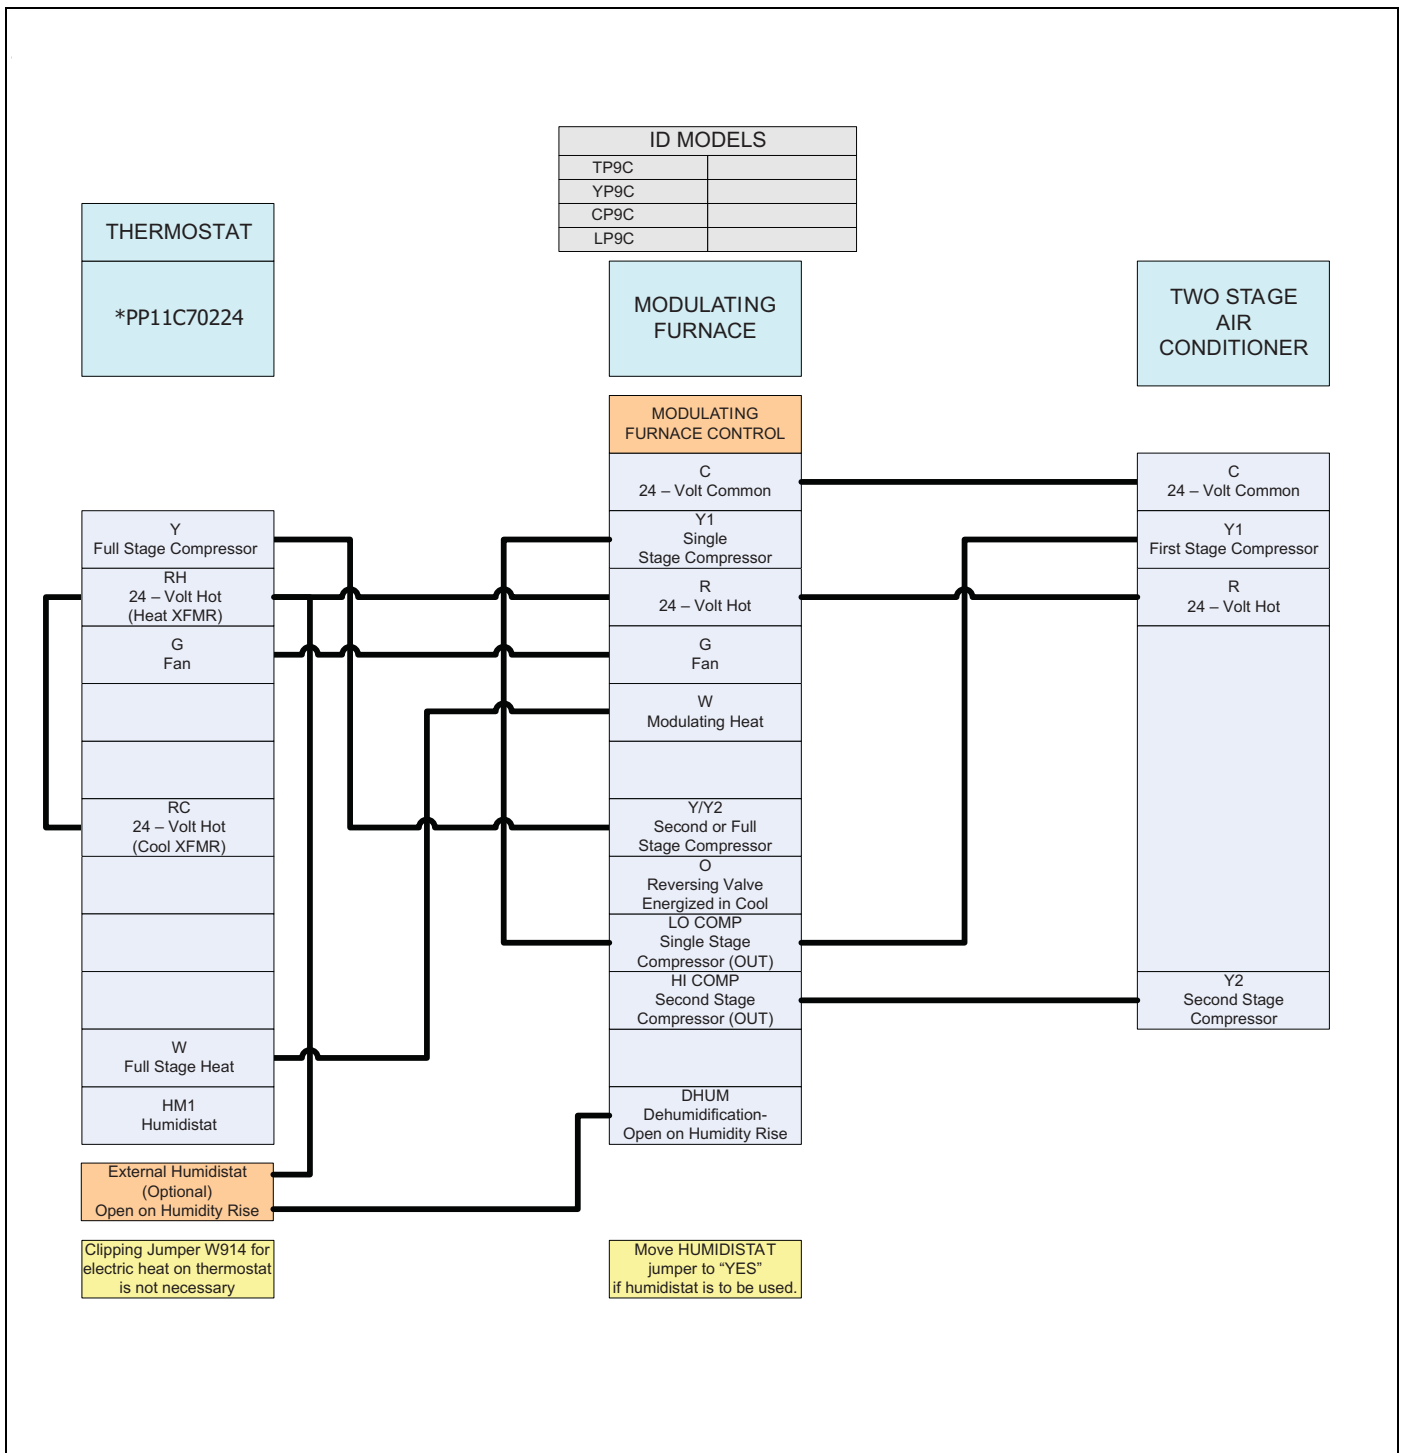 ID MODELS
TP9C
YP9C
CP9C
LP9C
THERMOSTAT
*PP11C70224
MODULATING
FURNACE
TWO STAGE
AIR
CONDITIONER
MODULATING
FURNACE CONTROL
C
24 – Volt Common
Y1
Single
Stage Compressor
R
24 – Volt Hot
G
Fan
W
Modulating Heat
Y/Y2
Second or Full
Stage Compressor
O
Reversing Valve
Energized in Cool
LO COMP
Single Stage
Compressor (OUT)
HI COMP
Second Stage
Compressor (OUT)
DHUM
Dehumidification-
Open on Humidity Rise
C
24 – Volt Common
Y1
First Stage Compressor
R
24 – Volt Hot
Y2
Second Stage
Compressor
Y
Full Stage Compressor
RH
24 – Volt Hot
(Heat XFMR)
G
Fan
RC
24 – Volt Hot
(Cool XFMR)
W
Full Stage Heat
HM1
Humidistat
External Humidistat
(Optional)
Open on Humidity Rise
Clipping Jumper W914 for
electric heat on thermostat
is not necessary
Move HUMIDISTAT
jumper to “YES”
if humidistat is to be used.